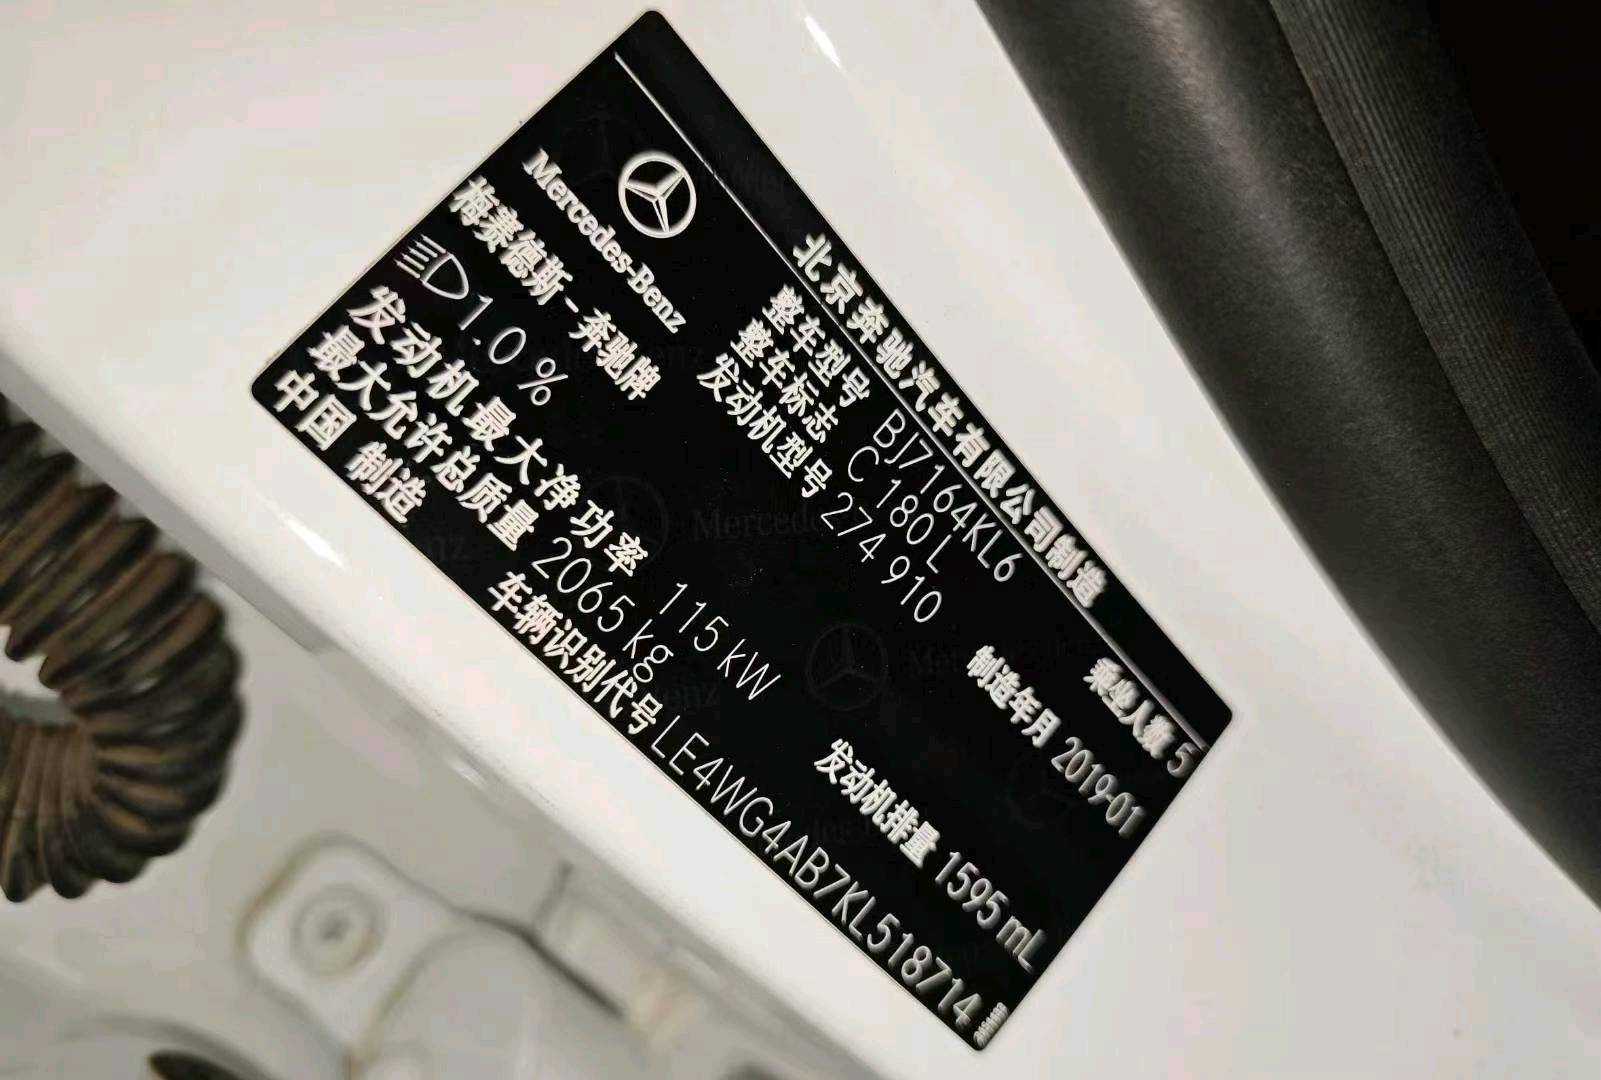 北京奔驰汽车有限公司制造
整车型号 BJ7164KL6 乘坐人数 5
整车标志 C 180 L
Mercedes-Benz 发动机型号 274 910 制造年月 2019-01
梅赛德斯-奔驰牌
1.0 %
发动机最大净功率 115 kW 发动机排量 1595 mL
最大允许总质量 2065 kg
中国 制造 车辆识别代号 LE4WG4AB7KL518714